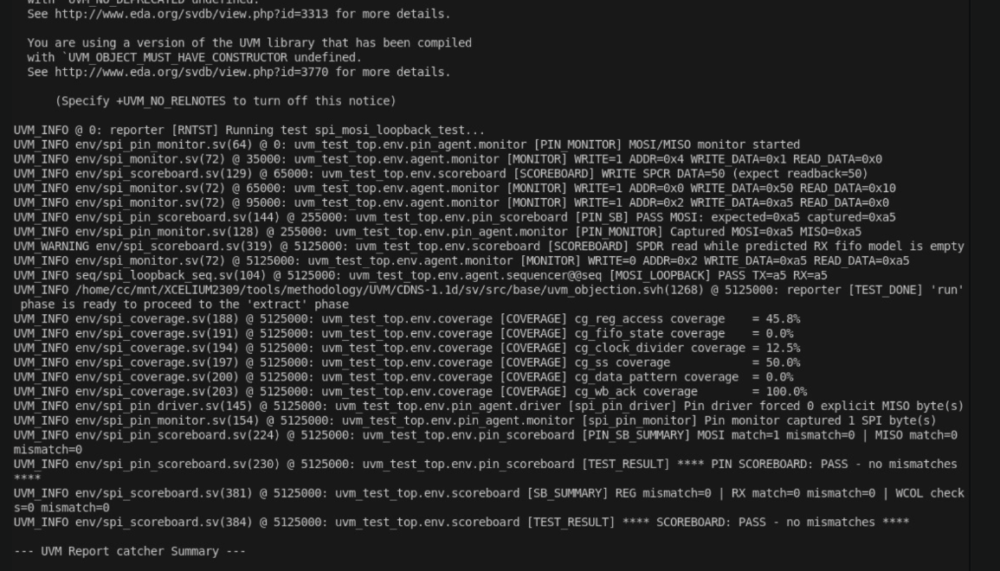 with `UVM_NO_DEPRECATED undefined.
See http://www.eda.org/svdb/view.php?id=3313 for more details.
You are using a version of the UVM library that has been compiled
with `UVM_OBJECT_MUST_HAVE_CONSTRUCTOR undefined.
See http://www.eda.org/svdb/view.php?id=3770 for more details.
(Specify +UVM_NO_RELNOTES to turn off this notice)
UVM_INFO @ 0: reporter [RNTST] Running test spi_mosi_loopback_test...
UVM_INFO env/spi_pin_monitor.sv(64) @ 0: uvm_test_top.env.pin_agent.monitor [PIN_MONITOR] MOSI/MISO monitor started
UVM_INFO env/spi_monitor.sv(72) @ 35000: uvm_test_top.env.agent.monitor [MONITOR] WRITE=1 ADDR=0x4 WRITE_DATA=0x1 READ_DATA=0x0
UVM_INFO env/spi_scoreboard.sv(129) @ 65000: uvm_test_top.env.scoreboard [SCOREBOARD] WRITE SPCR DATA=50 (expect readback=50)
UVM_INFO env/spi_monitor.sv(72) @ 65000: uvm_test_top.env.agent.monitor [MONITOR] WRITE=1 ADDR=0x0 WRITE_DATA=0x50 READ_DATA=0x10
UVM_INFO env/spi_monitor.sv(72) @ 95000: uvm_test_top.env.agent.monitor [MONITOR] WRITE=1 ADDR=0x2 WRITE_DATA=0xa5 READ_DATA=0x0
UVM_INFO env/spi_pin_scoreboard.sv(144) @ 255000: uvm_test_top.env.pin_scoreboard [PIN_SB] PASS MOSI: expected=0xa5 captured=0xa5
UVM_INFO env/spi_pin_monitor.sv(128) @ 255000: uvm_test_top.env.pin_agent.monitor [PIN_MONITOR] Captured MOSI=0xa5 MISO=0xa5
UVM_WARNING env/spi_scoreboard.sv(319) @ 5125000: uvm_test_top.env.scoreboard [SCOREBOARD] SPDR read while predicted RX fifo model is empty
UVM_INFO env/spi_monitor.sv(72) @ 5125000: uvm_test_top.env.agent.monitor [MONITOR] WRITE=0 ADDR=0x2 WRITE_DATA=0xa5 READ_DATA=0xa5
UVM_INFO seq/spi_loopback_seq.sv(104) @ 5125000: uvm_test_top.env.agent.sequencer@@seq [MOSI_LOOPBACK] PASS TX=a5 RX=a5
UVM_INFO /home/cc/mnt/XCELIUM2309/tools/methodology/UVM/CDNS-1.1d/sv/src/base/uvm_objection.svh(1268) @ 5125000: reporter [TEST_DONE] 'run'
phase is ready to proceed to the 'extract' phase
UVM_INFO env/spi_coverage.sv(188) @ 5125000: uvm_test_top.env.coverage [COVERAGE] cg_reg_access coverage    = 45.8%
UVM_INFO env/spi_coverage.sv(191) @ 5125000: uvm_test_top.env.coverage [COVERAGE] cg_fifo_state coverage    = 0.0%
UVM_INFO env/spi_coverage.sv(194) @ 5125000: uvm_test_top.env.coverage [COVERAGE] cg_clock_divider coverage = 12.5%
UVM_INFO env/spi_coverage.sv(197) @ 5125000: uvm_test_top.env.coverage [COVERAGE] cg_ss coverage            = 50.0%
UVM_INFO env/spi_coverage.sv(200) @ 5125000: uvm_test_top.env.coverage [COVERAGE] cg_data_pattern coverage  = 0.0%
UVM_INFO env/spi_coverage.sv(203) @ 5125000: uvm_test_top.env.coverage [COVERAGE] cg_wb_ack coverage        = 100.0%
UVM_INFO env/spi_pin_driver.sv(145) @ 5125000: uvm_test_top.env.pin_agent.driver [spi_pin_driver] Pin driver forced 0 explicit MISO byte(s)
UVM_INFO env/spi_pin_monitor.sv(154) @ 5125000: uvm_test_top.env.pin_agent.monitor [spi_pin_monitor] Pin monitor captured 1 SPI byte(s)
UVM_INFO env/spi_pin_scoreboard.sv(224) @ 5125000: uvm_test_top.env.pin_scoreboard [PIN_SB_SUMMARY] MOSI match=1 mismatch=0 | MISO match=0
mismatch=0
UVM_INFO env/spi_pin_scoreboard.sv(230) @ 5125000: uvm_test_top.env.pin_scoreboard [TEST_RESULT] **** PIN SCOREBOARD: PASS - no mismatches
****
UVM_INFO env/spi_scoreboard.sv(381) @ 5125000: uvm_test_top.env.scoreboard [SB_SUMMARY] REG mismatch=0 | RX match=0 mismatch=0 | WCOL check
s=0 mismatch=0
UVM_INFO env/spi_scoreboard.sv(384) @ 5125000: uvm_test_top.env.scoreboard [TEST_RESULT] **** SCOREBOARD: PASS - no mismatches ****
--- UVM Report catcher Summary ---